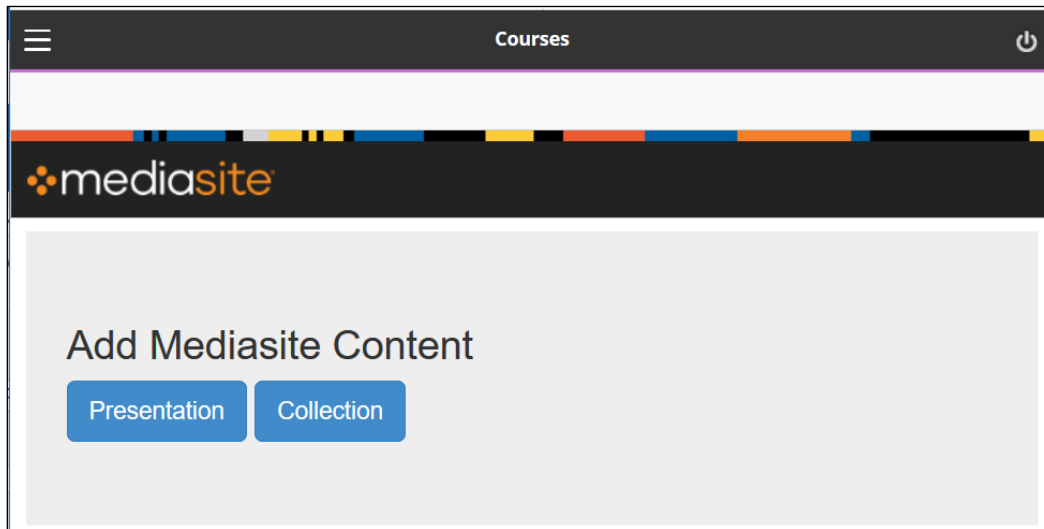 Courses
mediasite
Add Mediasite Content
Presentation Collection